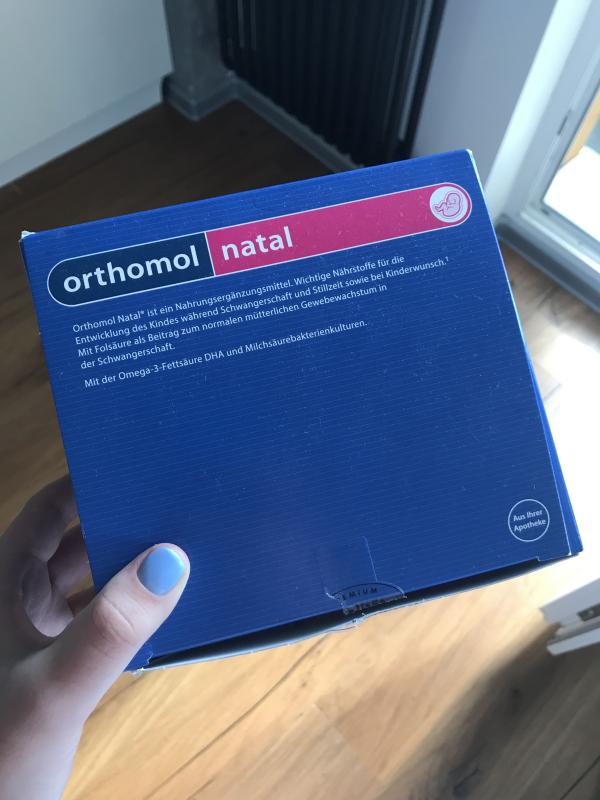 orthomol natal
Orthomol Natal® ist ein Nahrungsergänzungsmittel. Wichtige Nährstoffe für die
Entwicklung des Kindes während Schwangerschaft und Stillzeit sowie bei Kinderwunsch.¹
Mit Folsäure als Beitrag zum normalen mütterlichen Gewebewachstum in
der Schwangerschaft.
Mit der Omega-3-Fettsäure DHA und Milchsäurebakterienkulturen.
Aus Ihrer
Apotheke